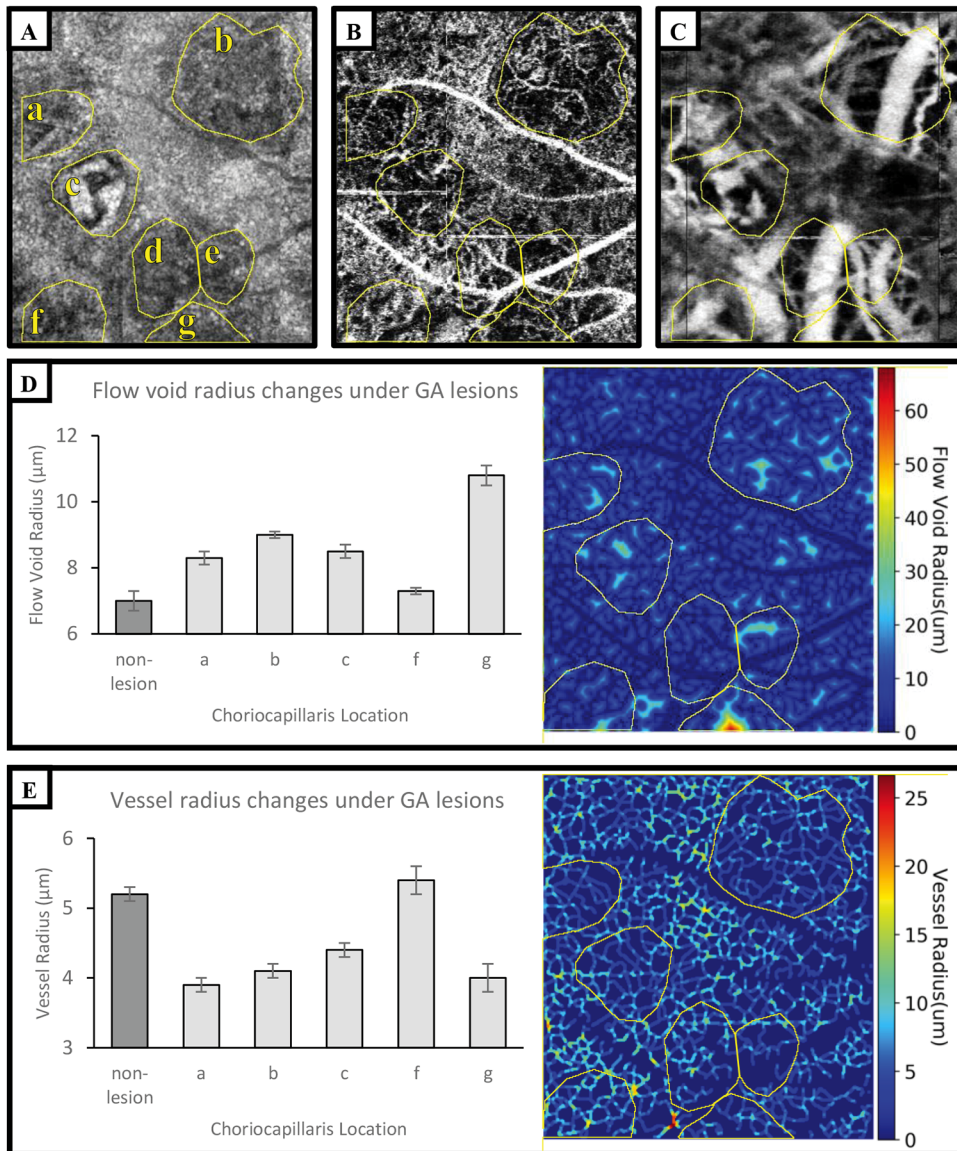 A
b
a
c
d
e
f
g
B
C
D
Flow void radius changes under GA lesions
Flow Void Radius (µm)
12
10
8
6
non-
lesion
a
b
c
f
g
Choriocapillaris Location
60
50
40
30
20
10
0
Flow Void Radius(um)
E
Vessel radius changes under GA lesions
Vessel Radius (µm)
6
5
4
3
non-
lesion
a
b
c
f
g
Choriocapillaris Location
25
20
15
10
5
0
Vessel Radius(um)